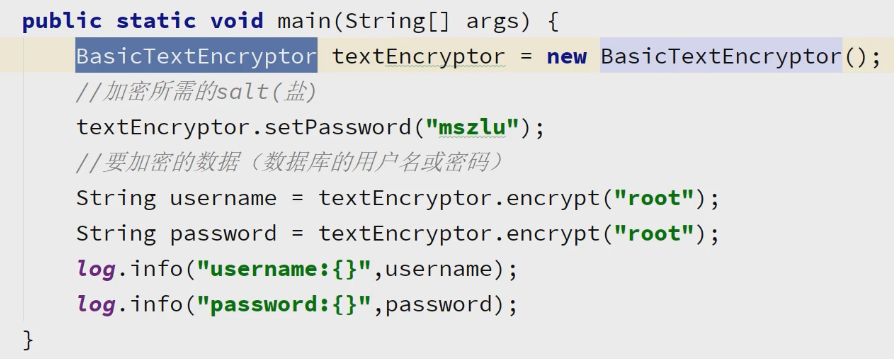 public static void main(String[] args) {
BasicTextEncryptor textEncryptor = new BasicTextEncryptor();
//加密所需的salt(盐)
textEncryptor.setPassword("mszlu");
//要加密的数据（数据库的用户名或密码）
String username = textEncryptor.encrypt("root");
String password = textEncryptor.encrypt("root");
log.info("username:{}",username);
log.info("password:{}",password);
}